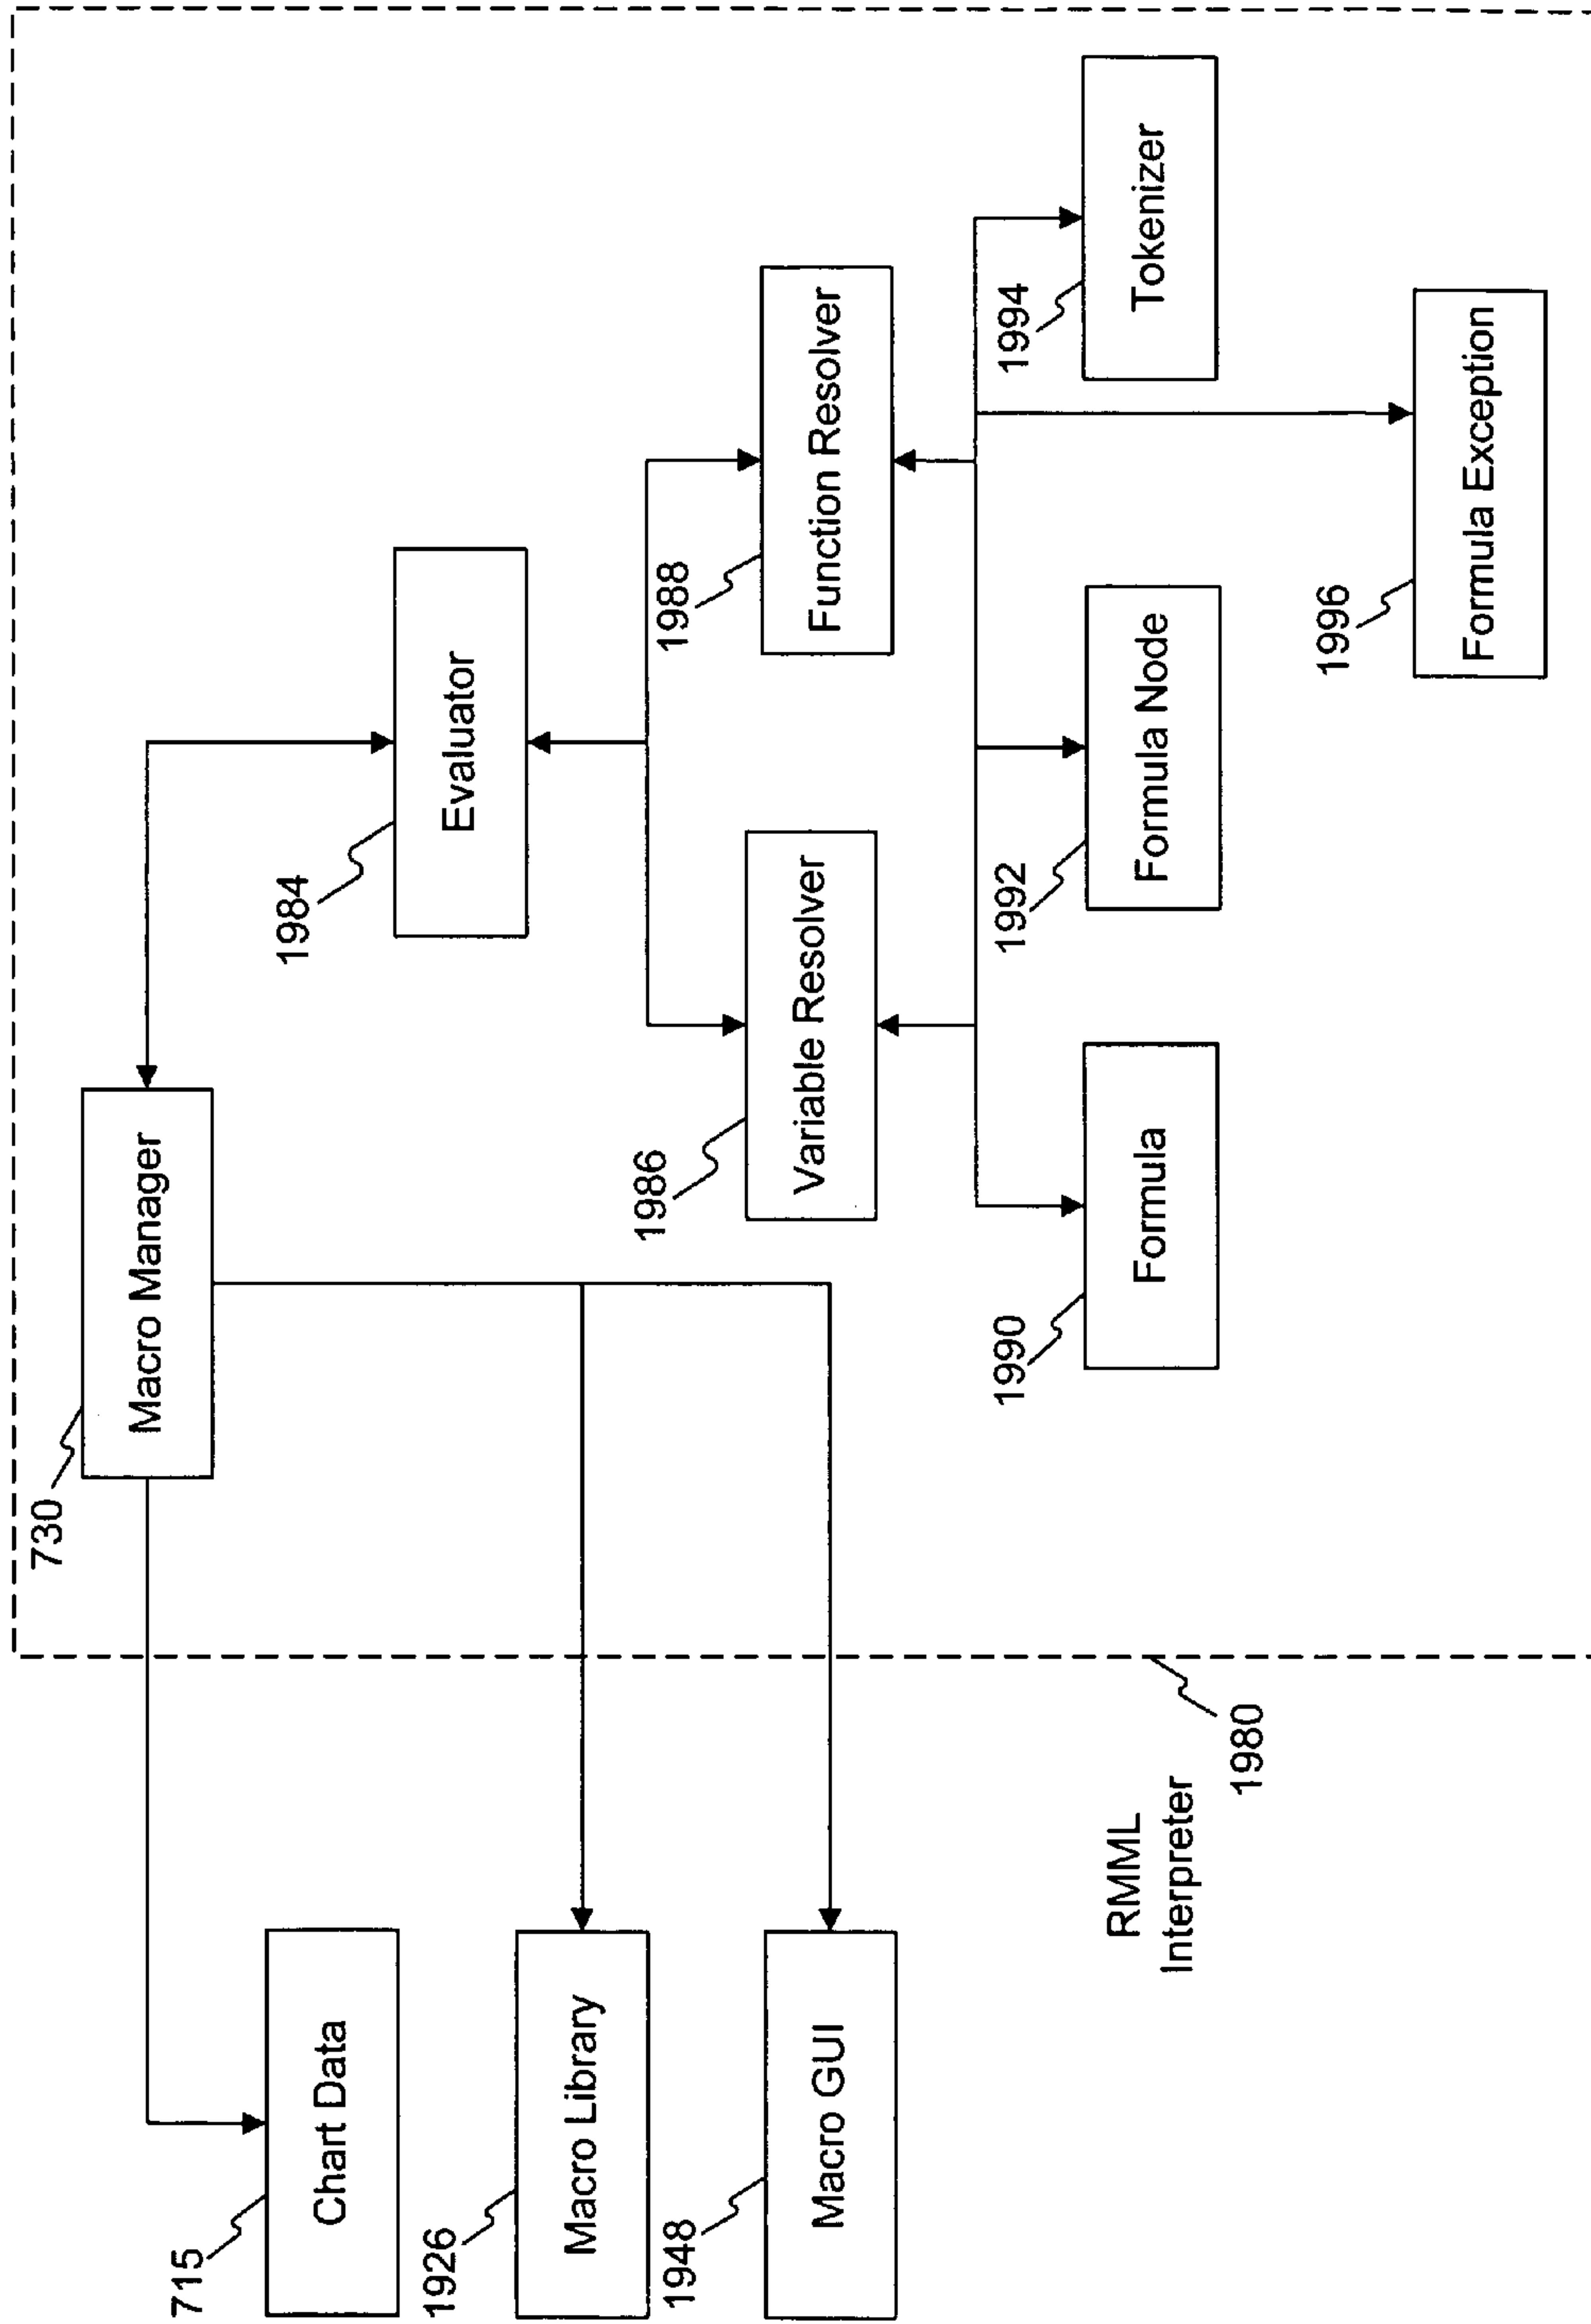 730
Macro Manager
715
Chart Data
1984
Evaluator
1926
Macro Library
1948
Macro GUI
1986
Variable Resolver
1988
Function Resolver
1990
Formula
1992
Formula Node
1994
Tokenizer
1996
Formula Exception
RMML
Interpreter
1980